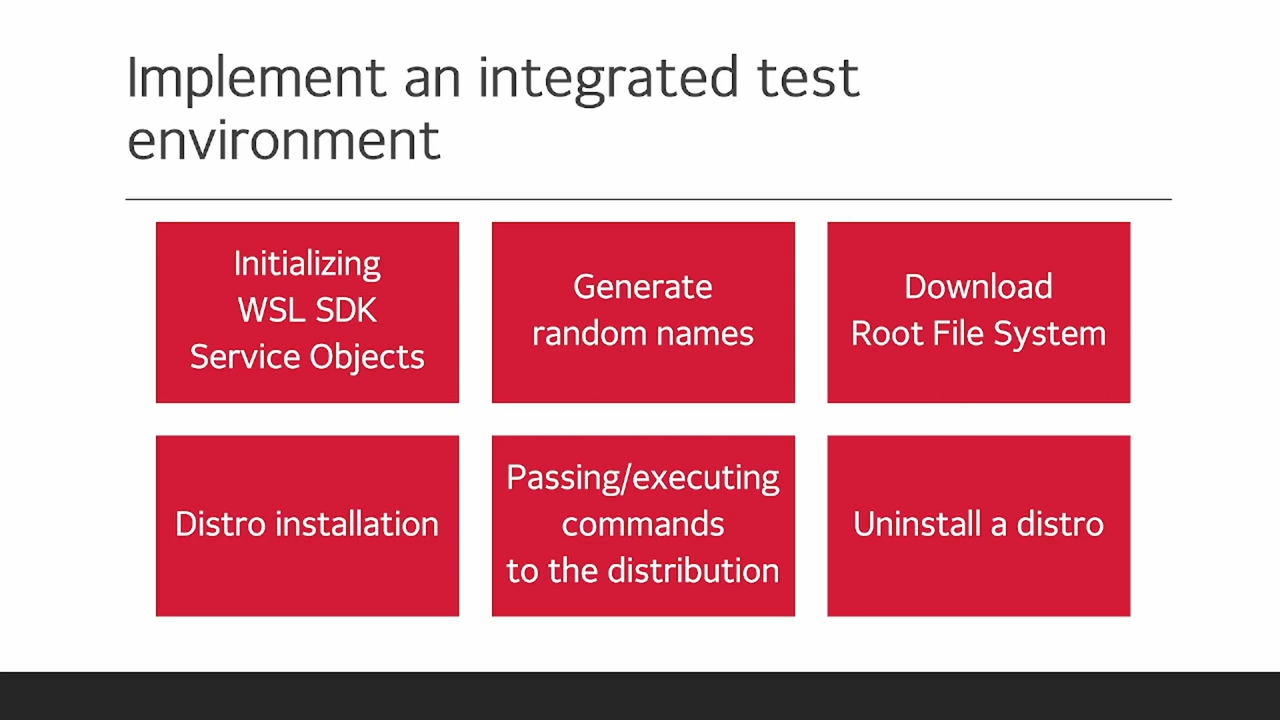 Implement an integrated test
environment
Initializing
WSL SDK
Service Objects
Generate
random names
Download
Root File System
Distro installation
Passing/executing
commands
to the distribution
Uninstall a distro